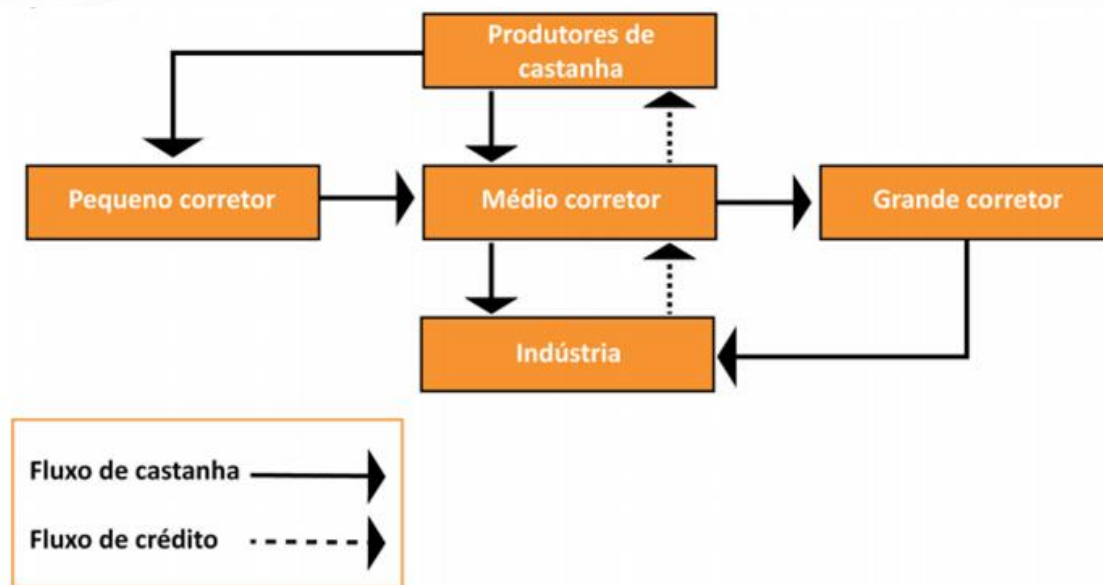 Produtores de
castanha
Pequeno corretor
Médio corretor
Grande corretor
Indústria
Fluxo de castanha
Fluxo de crédito